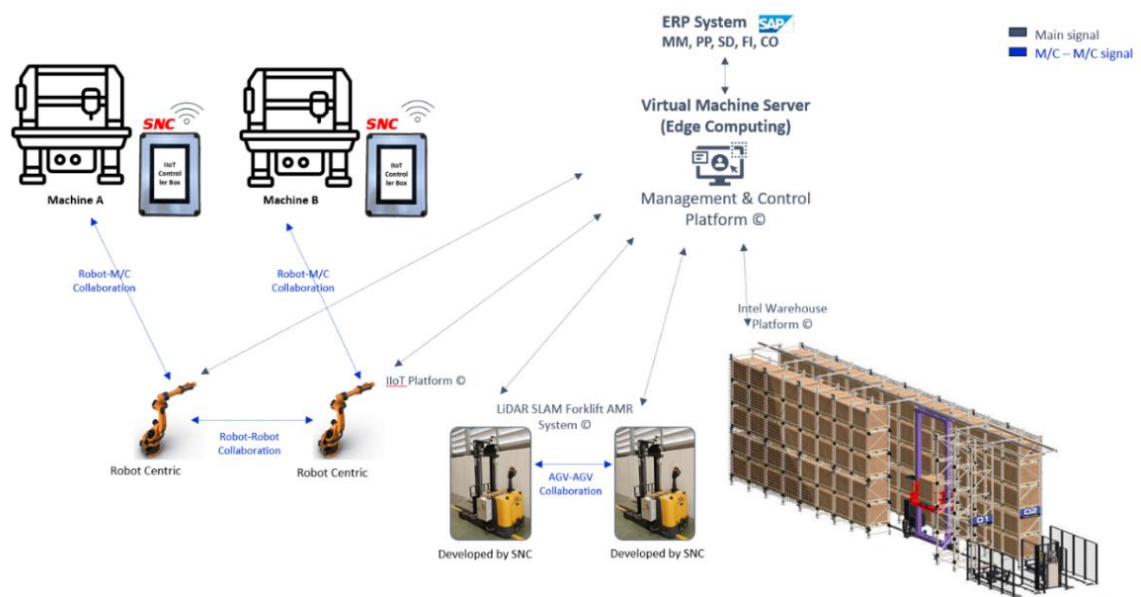 ERP System SAP
MM, PP, SD, FI, CO
Main signal
M/C – M/C signal
Virtual Machine Server
(Edge Computing)
Management & Control
Platform ©
SNC
IIoT
Control
ler Box
Machine A
SNC
IIoT
Control
ler Box
Machine B
Robot-M/C
Collaboration
Robot-M/C
Collaboration
Intel Warehouse
Platform ©
IIoT Platform ©
LiDAR SLAM Forklift AMR
System ©
Robot-Robot
Collaboration
Robot Centric
Robot Centric
AGV-AGV
Collaboration
Developed by SNC
Developed by SNC
01
02